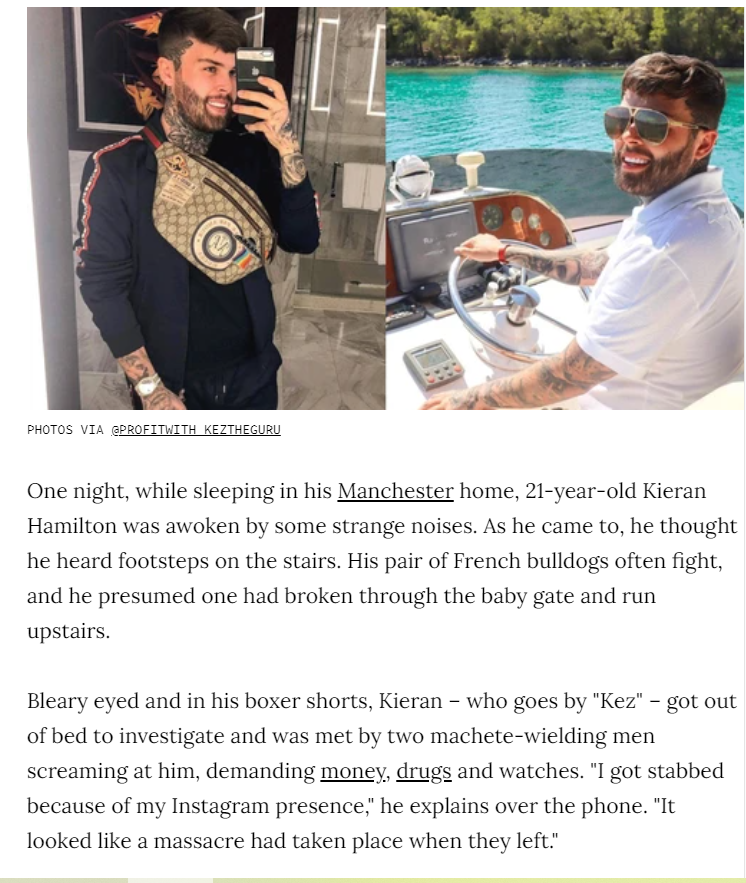 PHOTOS VIA @PROFITWITH_KEZTHEGURU
One night, while sleeping in his Manchester home, 21-year-old Kieran
Hamilton was awoken by some strange noises. As he came to, he thought
he heard footsteps on the stairs. His pair of French bulldogs often fight,
and he presumed one had broken through the baby gate and run
upstairs.
Bleary eyed and in his boxer shorts, Kieran – who goes by "Kez" – got out
of bed to investigate and was met by two machete-wielding men
screaming at him, demanding money, drugs and watches. "I got stabbed
because of my Instagram presence," he explains over the phone. "It
looked like a massacre had taken place when they left."